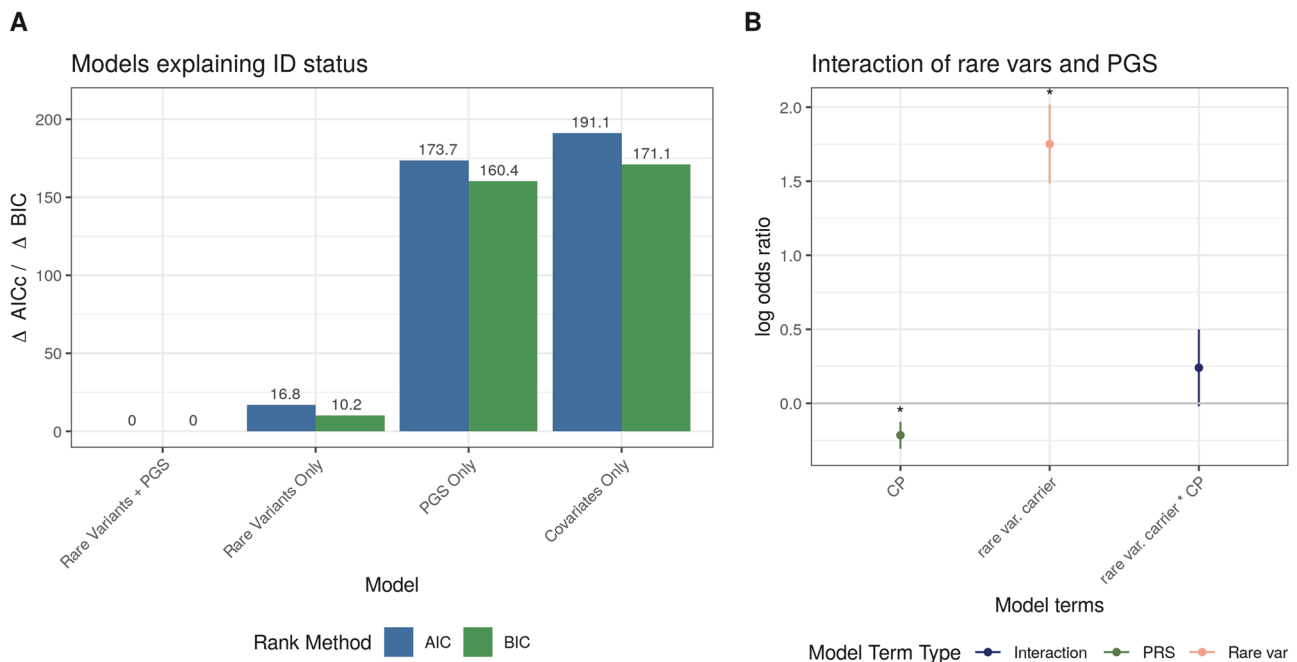 A
Models explaining ID status
Δ AICc / Δ BIC
200
150
100
50
0
0
0
16.8
10.2
173.7
160.4
191.1
171.1
Rare Variants + PGS
Rare Variants Only
PGS Only
Covariates Only
Model
Rank Method AIC BIC
B
Interaction of rare vars and PGS
log odds ratio
2.0
1.5
1.0
0.5
0.0
*
*
CP
rare var. carrier
rare var. carrier * CP
Model terms
Model Term Type Interaction PRS Rare var